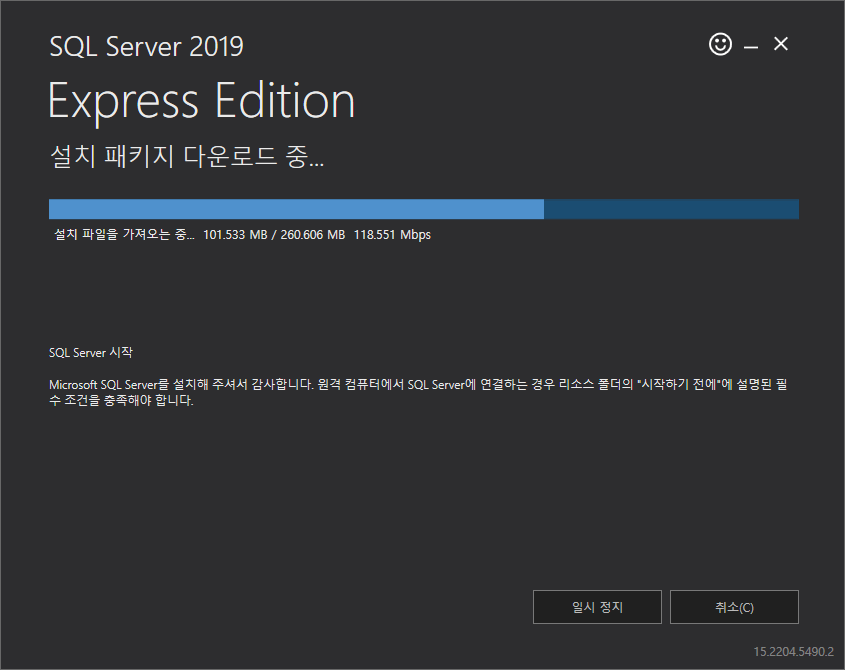 SQL Server 2019
Express Edition
설치 패키지 다운로드 중...
설치 파일을 가져오는 중... 101.533 MB / 260.606 MB 118.551 Mbps
SQL Server 시작
Microsoft SQL Server를 설치해 주셔서 감사합니다. 원격 컴퓨터에서 SQL Server에 연결하는 경우 리소스 폴더의 "시작하기 전에"에 설명된 필
수 조건을 충족해야 합니다.
일시 정지
취소(C)
15.2204.5490.2